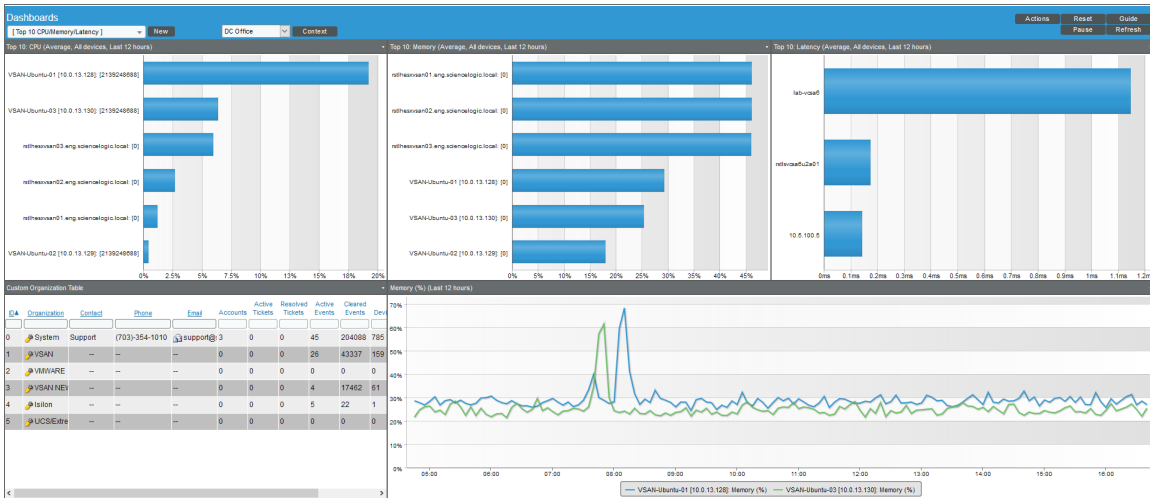 Dashboards
Actions Reset Guide
[ Top 10 CPU/Memory/Latency ] New DC Office Context
Pause Refresh
Top 10: CPU (Average, All devices, Last 12 hours)
VSAN-Ubuntu-01 [10.0.13.128]: [2139248688]
VSAN-Ubuntu-03 [10.0.13.130]: [2139248688]
rstlhesxvsan03.eng.sciencelogic.local: [0]
rstlhesxvsan02.eng.sciencelogic.local: [0]
rstlhesxvsan01.eng.sciencelogic.local: [0]
VSAN-Ubuntu-02 [10.0.13.129]: [2139248688]
0% 2.5% 5% 7.5% 10% 13% 15% 18% 20%
Top 10: Memory (Average, All devices, Last 12 hours)
rstlhesxvsan01.eng.sciencelogic.local: [0]
rstlhesxvsan02.eng.sciencelogic.local: [0]
rstlhesxvsan03.eng.sciencelogic.local: [0]
VSAN-Ubuntu-01 [10.0.13.128]: [0]
VSAN-Ubuntu-03 [10.0.13.130]: [0]
VSAN-Ubuntu-02 [10.0.13.129]: [0]
0% 5% 10% 15% 20% 25% 30% 35% 40% 45%
Top 10: Latency (Average, All devices, Last 12 hours)
lab-vcsa6
rstlsvcsa6u2a01
10.5.100.5
0ms 0.1ms 0.2ms 0.3ms 0.4ms 0.5ms 0.6ms 0.7ms 0.8ms 0.9ms 1ms 1.1ms 1.2m
Custom Organization Table
ID Organization Contact Phone Email Accounts Active Tickets Resolved Tickets Active Events Cleared Events Devi
0 System Support (703)-354-1010 support@: 3 0 0 45 204088 785
1 VSAN -- -- -- 0 0 0 26 43337 159
2 VMWARE -- -- -- 0 0 0 0 0 0
3 VSAN NEW -- -- -- 0 0 0 4 17462 61
4 Isilon -- -- -- 0 0 0 5 22 1
5 UCS/Extre -- -- -- 0 0 0 0 0 0
Memory (%) (Last 12 hours)
70%
60%
50%
40%
30%
20%
10%
0%
05:00 06:00 07:00 08:00 09:00 10:00 11:00 12:00 13:00 14:00 15:00 16:00
VSAN-Ubuntu-01 [10.0.13.128]: Memory (%) VSAN-Ubuntu-03 [10.0.13.130]: Memory (%)